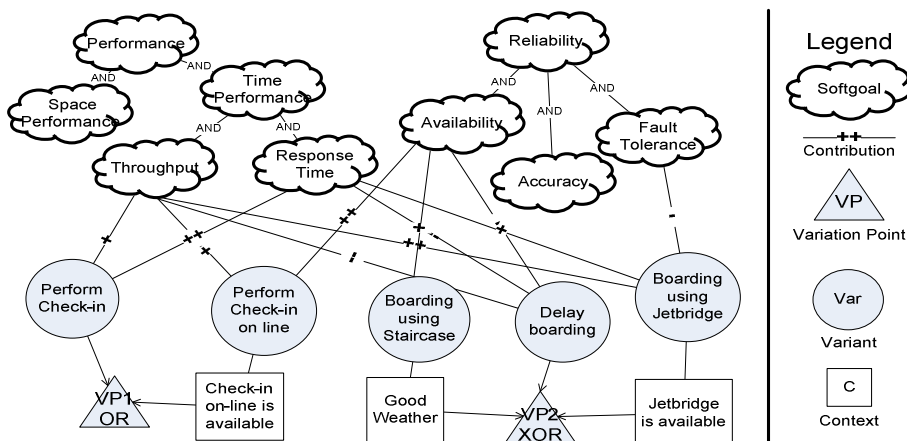 Performance
AND
AND
Space
Performance
Time
Performance
AND
AND
Throughput
Response
Time
Reliability
AND
AND
AND
Availability
Accuracy
Fault
Tolerance
+
++
++
--
++
+
-
+
-
Perform
Check-in
Perform
Check-in
on line
Boarding
using
Staircase
Delay
boarding
Boarding
using
Jetbridge
VP1
OR
Check-in
on-line is
available
Good
Weather
VP2
XOR
Jetbridge
is available
Legend
Softgoal
++
Contribution
VP
Variation Point
Var
Variant
C
Context